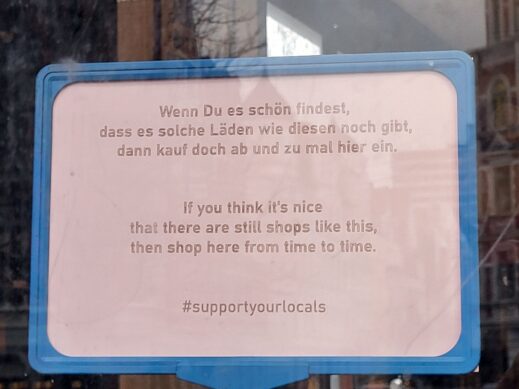 Wenn Du es schön findest,
dass es solche Läden wie diesen noch gibt,
dann kauf doch ab und zu mal hier ein.
If you think it's nice
that there are still shops like this,
then shop here from time to time.
#supportyourlocals